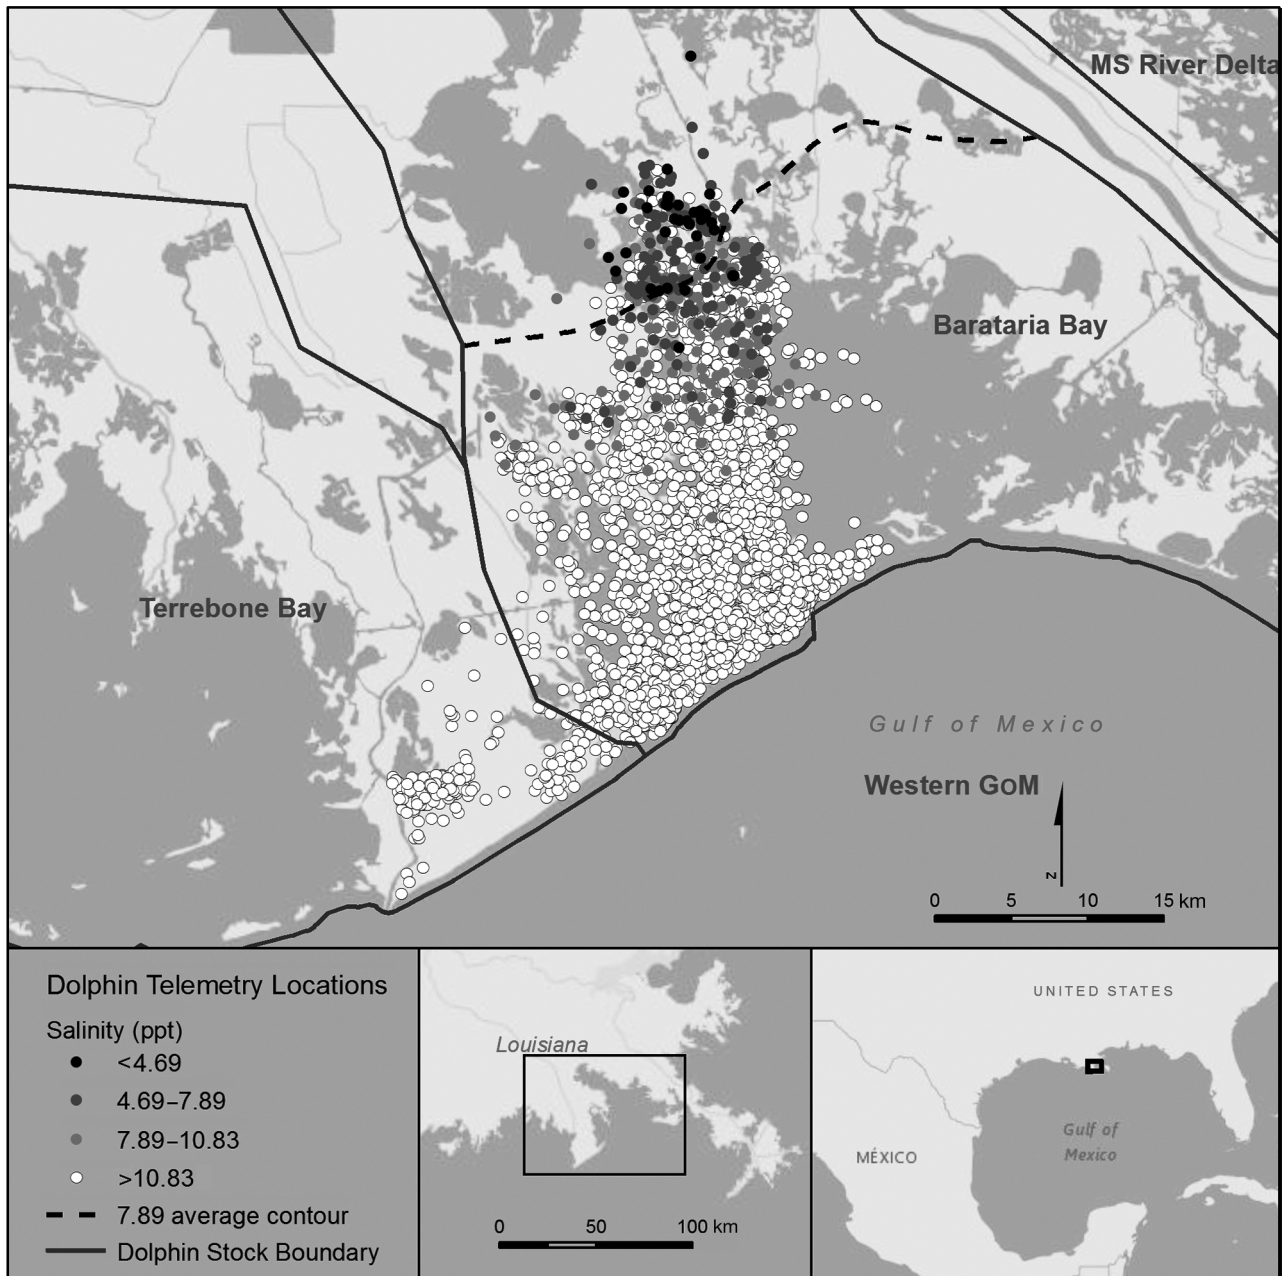 MS River Delta
Barataria Bay
Terrebone Bay
Gulf of Mexico
Western GoM
N
0 5 10 15 km
Dolphin Telemetry Locations
Salinity (ppt)
<4.69
4.69–7.89
7.89–10.83
>10.83
7.89 average contour
Dolphin Stock Boundary
Louisiana
0 50 100 km
UNITED STATES
Gulf of
Mexico
MÉXICO